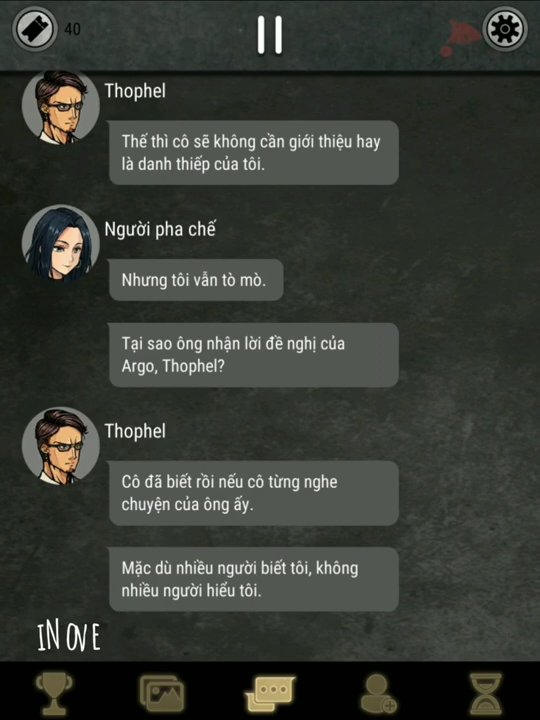 40
Thophel
Thế thì cô sẽ không cần giới thiệu hay
là danh thiếp của tôi.
Người pha chế
Nhưng tôi vẫn tò mò.
Tại sao ông nhận lời đề nghị của
Argo, Thophel?
Thophel
Cô đã biết rồi nếu cô từng nghe
chuyện của ông ấy.
Mặc dù nhiều người biết tôi, không
nhiều người hiểu tôi.
iNOVE